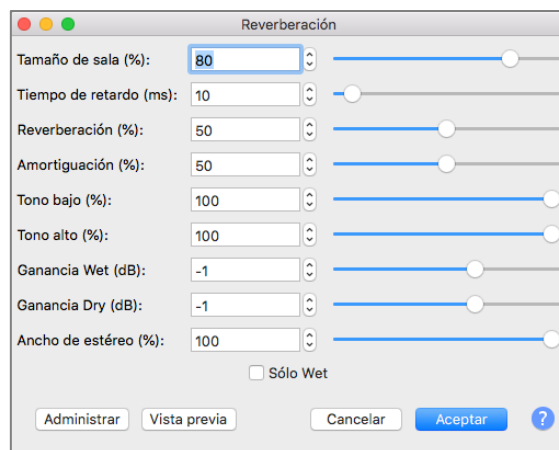 Reverberación
Tamaño de sala (%): 80
Tiempo de retardo (ms): 10
Reverberación (%): 50
Amortiguación (%): 50
Tono bajo (%): 100
Tono alto (%): 100
Ganancia Wet (dB): -1
Ganancia Dry (dB): -1
Ancho de estéreo (%): 100
Sólo Wet
Administrar Vista previa Cancelar Aceptar ?